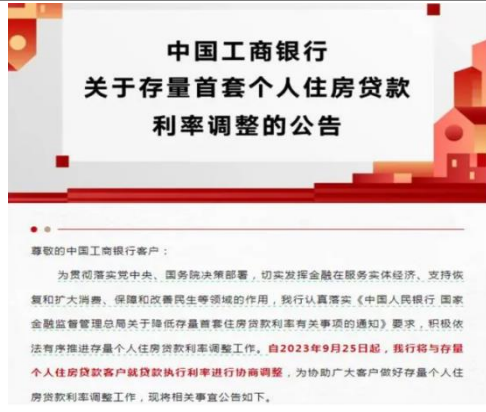 中国工商银行
关于存量首套个人住房贷款
利率调整的公告
尊敬的中国工商银行客户：
为贯彻落实党中央、国务院决策部署，切实发挥金融在服务实体经济、支持恢
复和扩大消费、保障和改善民生等领域的作用，我行认真落实《中国人民银行 国家
金融监督管理总局关于降低存量首套住房贷款利率有关事项的通知》要求，积极依
法有序推进存量个人住房贷款利率调整工作。自2023年9月25日起，我行将与存量
个人住房贷款客户就贷款执行利率进行协商调整，为协助广大客户做好存量个人住
房贷款利率调整工作，现将相关事宜公告如下。